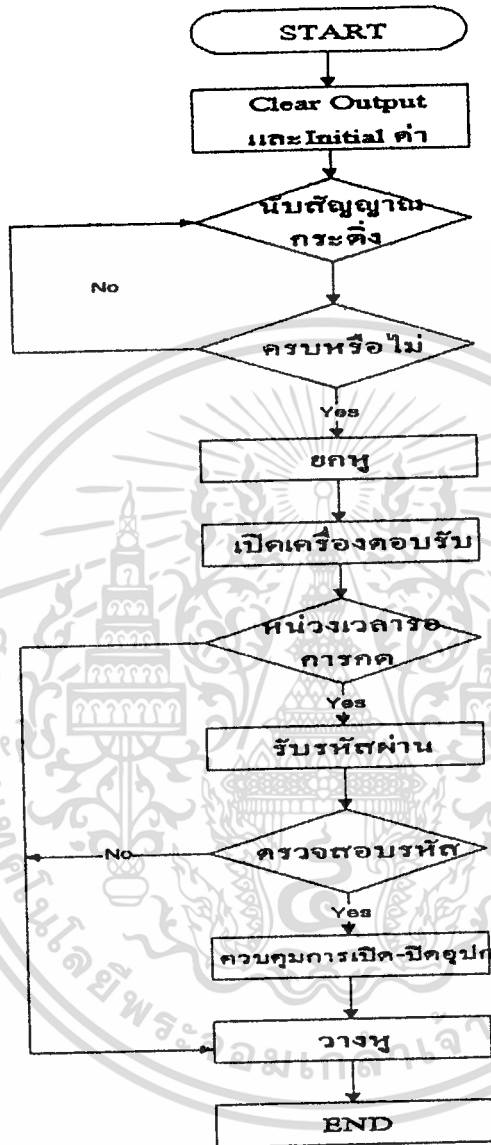 START
Clear Output
และInitial ค่า
นับสัญญาณ
กระดิ่ง
No
ครบหรือไม่
Yes
ยกหู
เปิดเครื่องตอบรับ
หน่วงเวลารอ
การกด
Yes
รับรหัสผ่าน
No
ตรวจสอบรหัส
Yes
ควบคุมการเปิด-ปิดอุปก
วางหู
END